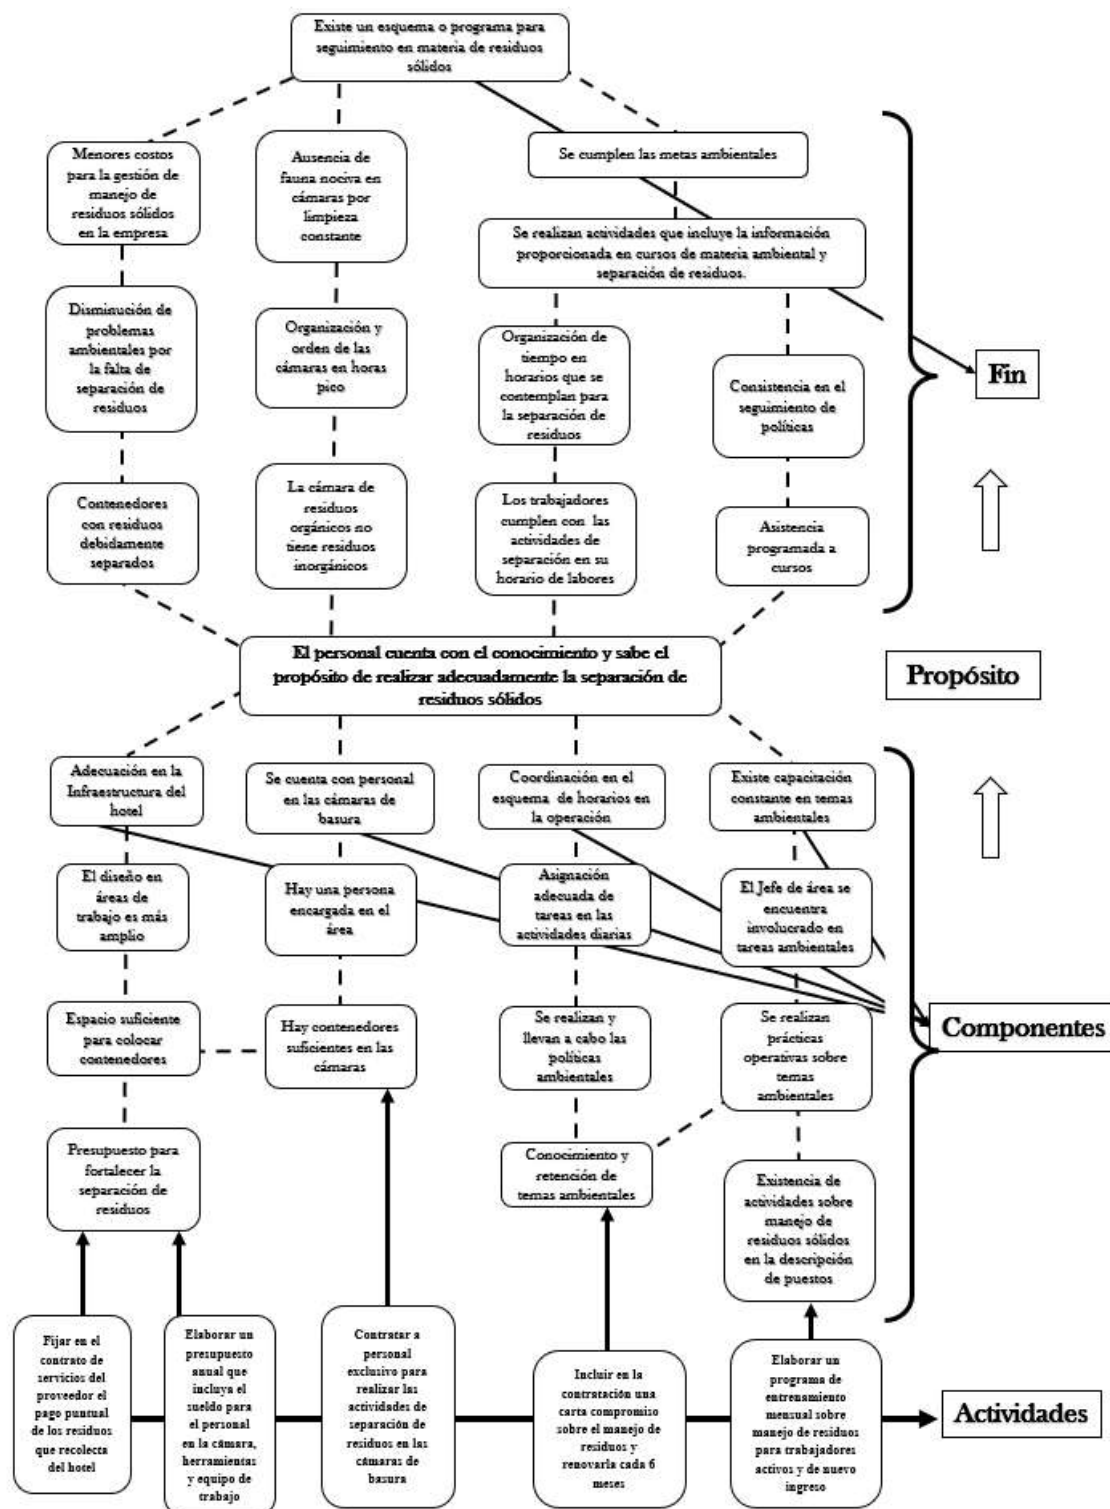 Existe un esquema o programa para
seguimiento en materia de residuos
sólidos
Menores costos
para la gestión de
manejo de
residuos sólidos
en la empresa
Ausencia de
fauna nociva en
cámaras por
limpieza
constante
Se cumplen las metas ambientales
Se realizan actividades que incluye la información
proporcionada en cursos de materia ambiental y
separación de residuos.
Disminución de
problemas
ambientales por
la falta de
separación de
residuos
Organización y
orden de las
cámaras en horas
pico
Organización de
tiempo en
horarios que se
contemplan para
la separación de
residuos
Consistencia en el
seguimiento de
políticas
Fin
Contenedores
con residuos
debidamente
separados
La cámara de
residuos
orgánicos no
tiene residuos
inorgánicos
Los trabajadores
cumplen con las
actividades de
separación en su
horario de labores
Asistencia
programada a
cursos
El personal cuenta con el conocimiento y sabe el
propósito de realizar adecuadamente la separación de
residuos sólidos
Propósito
Adecuación en la
Infraestructura del
hotel
Se cuenta con personal
en las cámaras de
basura
Coordinación en el
esquema de horarios en
la operación
Existe capacitación
constante en temas
ambientales
El diseño en
áreas de
trabajo es más
amplio
Hay una persona
encargada en el
área
Asignación
adecuada de
tareas en las
actividades diarias
El Jefe de área se
encuentra
involucrado en
tareas ambientales
Espacio suficiente
para colocar
contenedores
Hay contenedores
suficientes en las
cámaras
Se realizan y
llevan a cabo las
políticas
ambientales
Se realizan
prácticas
operativas sobre
temas
ambientales
Componentes
Presupuesto para
fortalecer la
separación de
residuos
Conocimiento y
retención de
temas ambientales
Existencia de
actividades sobre
manejo de
residuos sólidos
en la descripción
de puestos
Fijar en el
contrato de
servicios del
proveedor el
pago puntual
de los residuos
que recolecta
del hotel
Elaborar un
presupuesto
anual que
incluya el
sueldo para
el personal
en la cámara,
herramientas
y equipo de
trabajo
Contratar a
personal
exclusivo para
realizar las
actividades de
separación de
residuos en las
cámaras de
basura
Incluir en la
contratación una
carta compromiso
sobre el manejo de
residuos y
renovarla cada 6
meses
Elaborar un
programa de
entrenamiento
mensual sobre
manejo de residuos
para trabajadores
activos y de nuevo
ingreso
Actividades